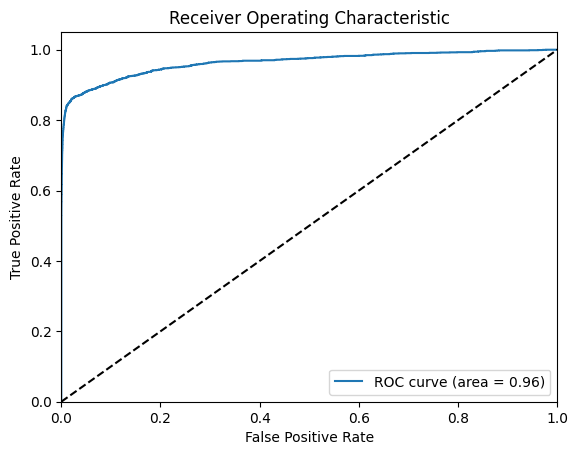 Receiver Operating Characteristic
True Positive Rate
1.0
0.8
0.6
0.4
0.2
0.0
ROC curve (area = 0.96)
0.0 0.2 0.4 0.6 0.8 1.0
False Positive Rate